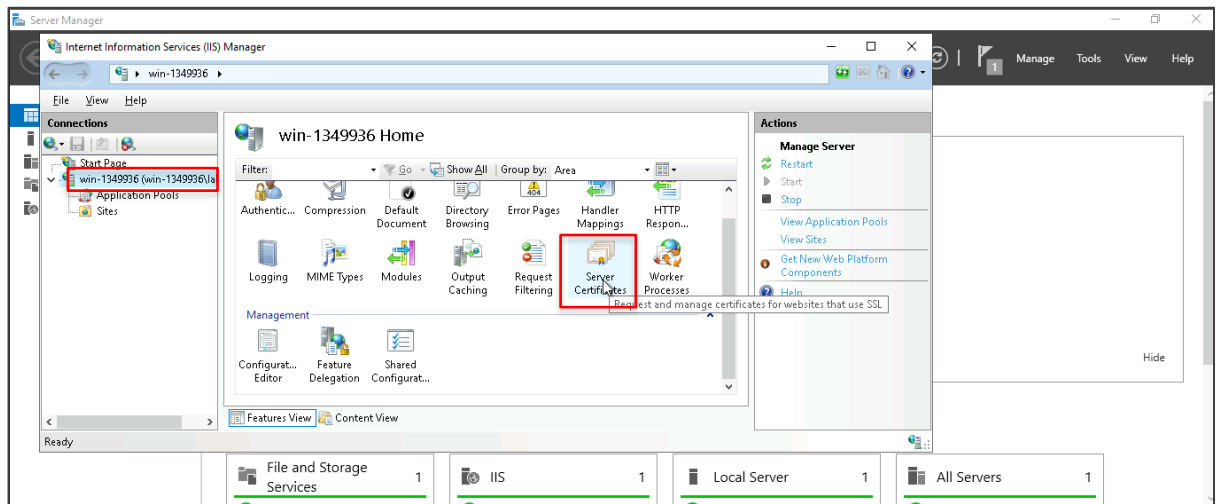 Server Manager
Internet Information Services (IIS) Manager
win-1349936
Manage Tools View Help
1
File View Help
Connections
Start Page
win-1349936 (win-1349936\la
Application Pools
Sites
win-1349936 Home
Filter: Go Show All Group by: Area
Authentic... Compression Default Document Directory Browsing Error Pages Handler Mappings HTTP Respon...
404
Logging MIME Types Modules Output Caching Request Filtering Server Certificates Worker Processes
Request and manage certificates for websites that use SSL
Management
Configurat... Editor Feature Delegation Shared Configurat...
Features View Content View
Ready
Actions
Manage Server
Restart
Start
Stop
View Application Pools
View Sites
Get New Web Platform
Components
Help
Hide
File and Storage Services 1
IIS 1
Local Server 1
All Servers 1